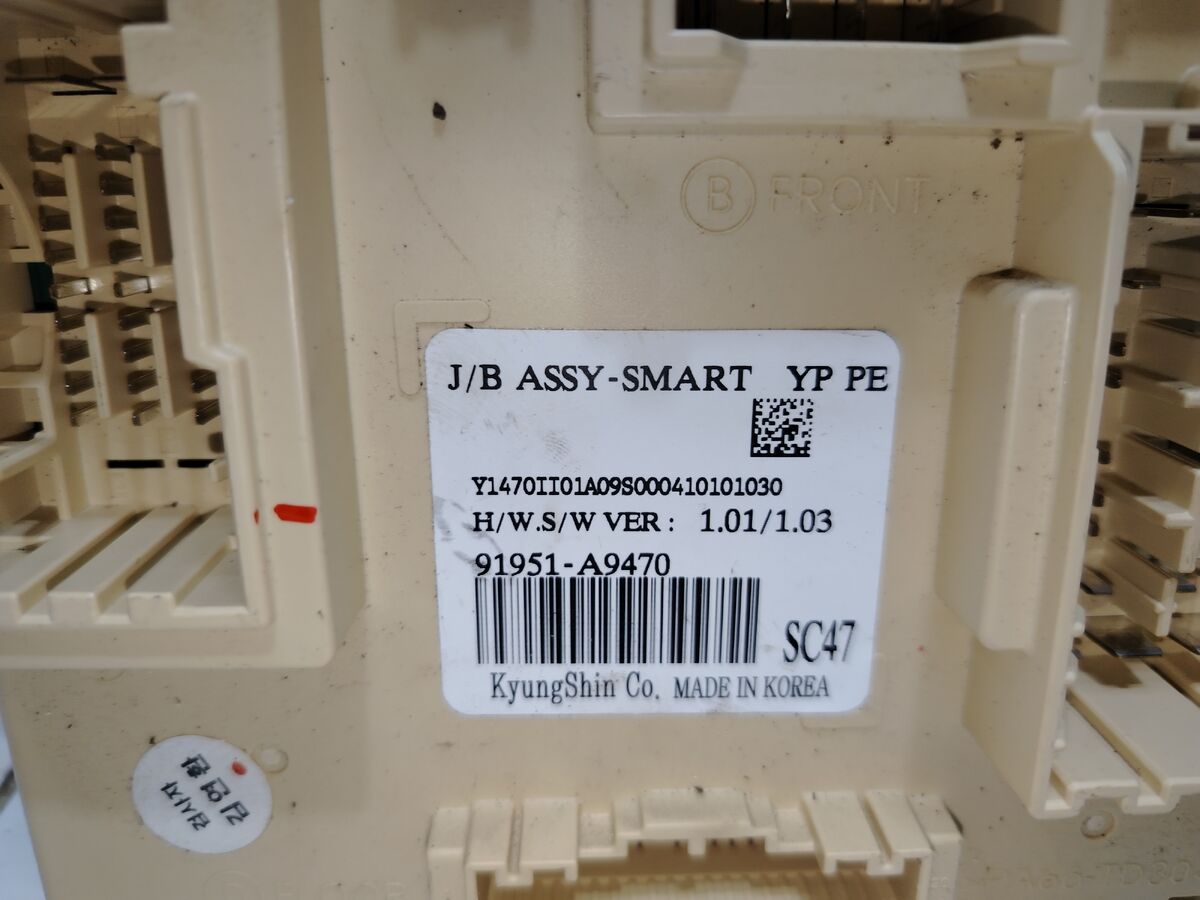 B FRONT
J/B ASSY-SMART YP PE
Y1470II01A09S000410101030
H/W.S/W VER : 1.01/1.03
91951-A9470
SC47
KyungShin Co. MADE IN KOREA